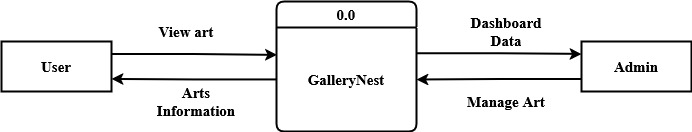 0.0
View art
User
Arts
Information
GalleryNest
Dashboard
Data
Admin
Manage Art